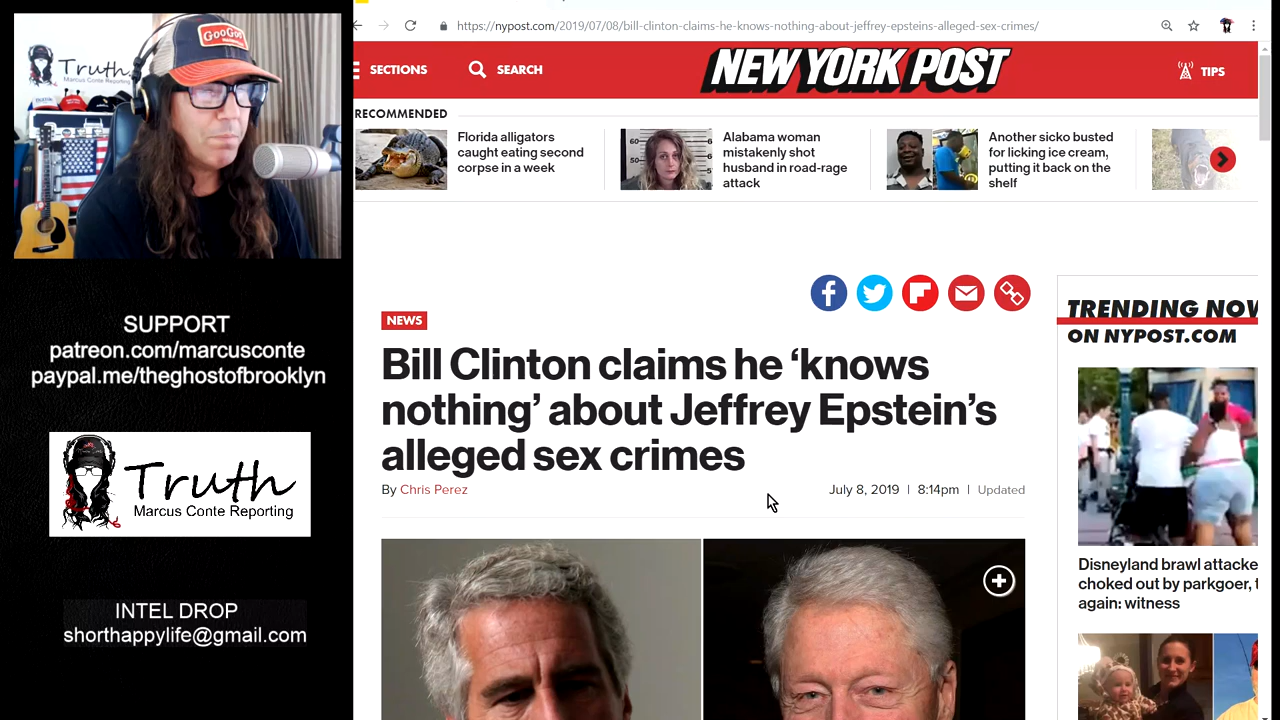 GooGoo
Truth
Marcus Conte Reporting
SUPPORT
patreon.com/marcusconte
paypal.me/theghostofbrooklyn
Truth
Marcus Conte Reporting
INTEL DROP
shorthappylife@gmail.com
https://nypost.com/2019/07/08/bill-clinton-claims-he-knows-nothing-about-jeffrey-epsteins-alleged-sex-crimes/
SECTIONS
SEARCH
NEW YORK POST
TIPS
RECOMMENDED
Florida alligators
caught eating second
corpse in a week
Alabama woman
mistakenly shot
husband in road-rage
attack
Another sicko busted
for licking ice cream,
putting it back on the
shelf
NEWS
Bill Clinton claims he ‘knows
nothing’ about Jeffrey Epstein’s
alleged sex crimes
By Chris Perez
July 8, 2019 | 8:14pm | Updated
TRENDING NOW
ON NYPOST.COM
Disneyland brawl attacke
choked out by parkgoer, t
again: witness